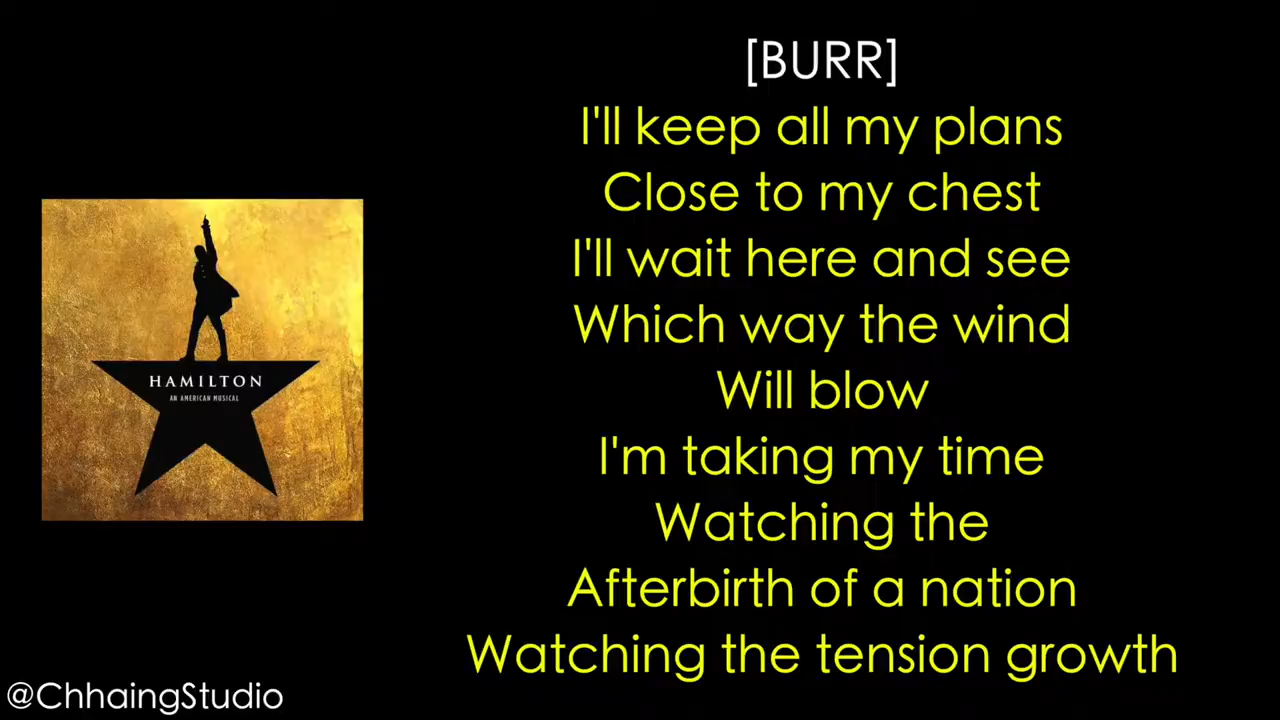 [BURR]
I'll keep all my plans
Close to my chest
I'll wait here and see
Which way the wind
Will blow
I'm taking my time
Watching the
Afterbirth of a nation
Watching the tension growth
HAMILTON
AN AMERICAN MUSICAL
@ChhaingStudio